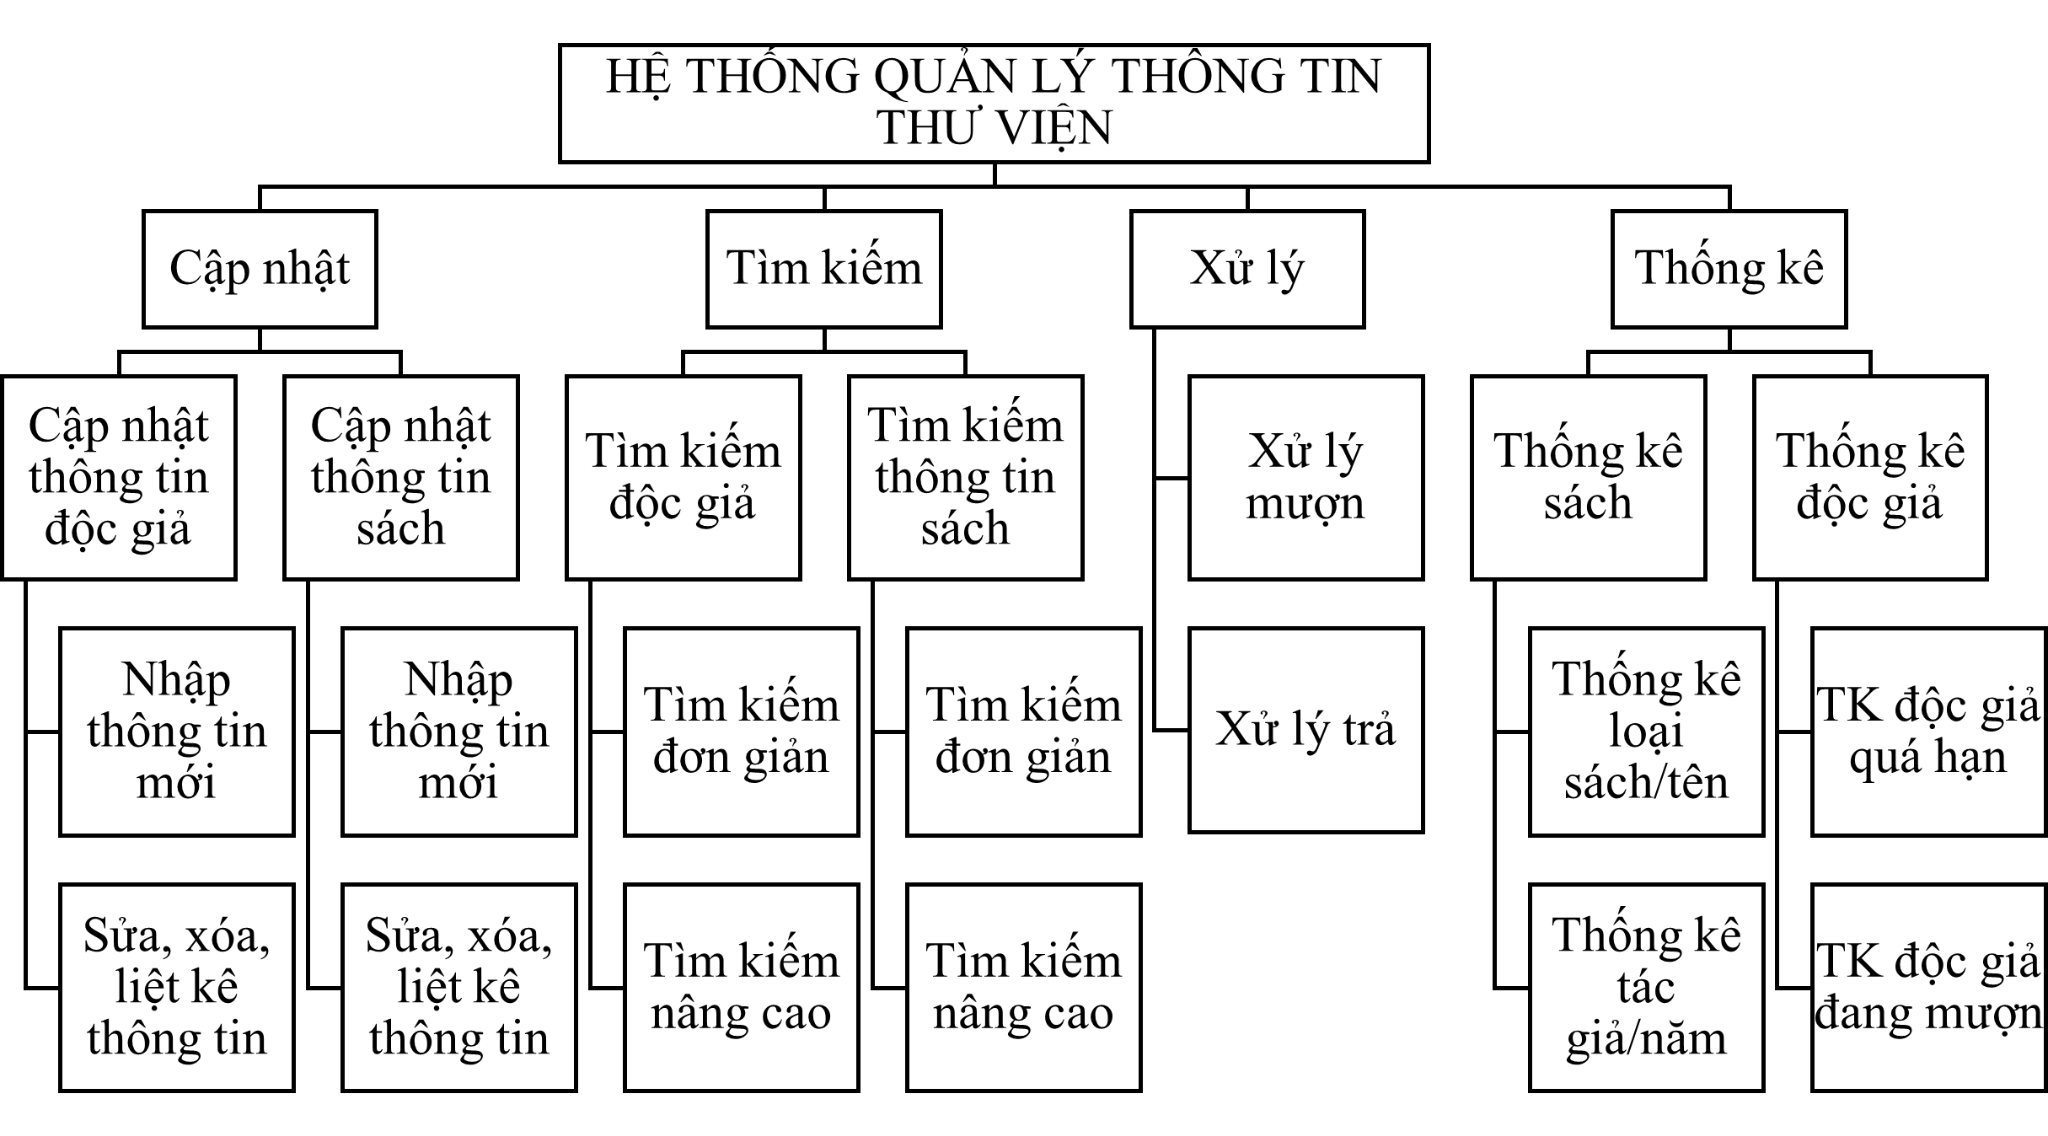 HỆ THỐNG QUẢN LÝ THÔNG TIN
THƯ VIỆN
Cập nhật
Tìm kiếm
Xử lý
Thống kê
Cập nhật
thông tin
độc giả
Cập nhật
thông tin
sách
Tìm kiếm
độc giả
Tìm kiếm
thông tin
sách
Xử lý
mượn
Thống kê
sách
Thống kê
độc giả
Nhập
thông tin
mới
Nhập
thông tin
mới
Tìm kiếm
đơn giản
Tìm kiếm
đơn giản
Xử lý trả
Thống kê
loại
sách/tên
TK độc giả
quá hạn
Sửa, xóa,
liệt kê
thông tin
Sửa, xóa,
liệt kê
thông tin
Tìm kiếm
nâng cao
Tìm kiếm
nâng cao
Thống kê
tác
giả/năm
TK độc giả
đang mượn